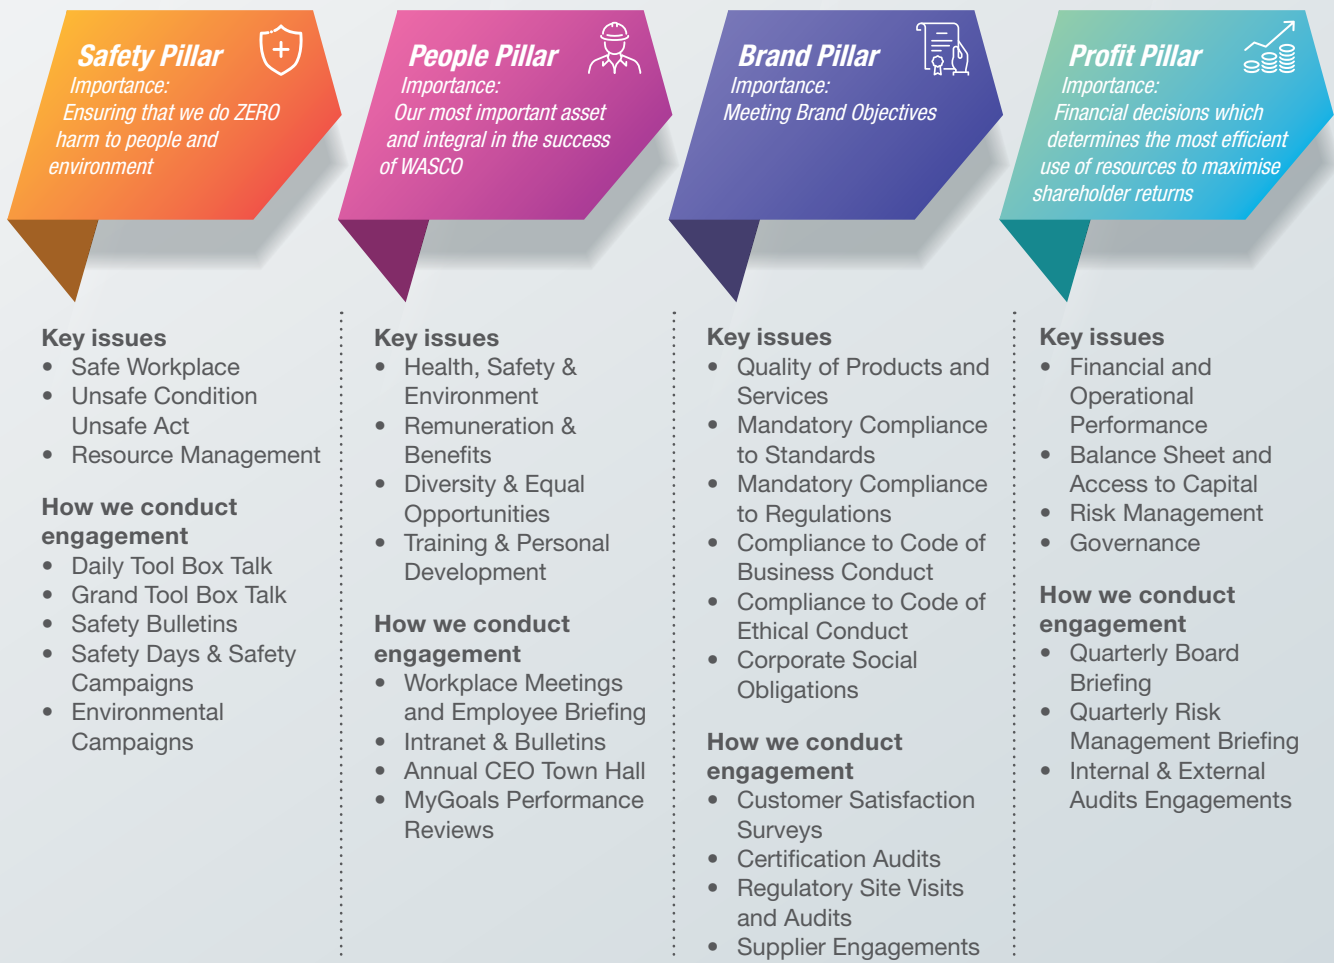 Safety Pillar
Importance:
Ensuring that we do ZERO
harm to people and
environment
Key issues
• Safe Workplace
• Unsafe Condition
Unsafe Act
• Resource Management
How we conduct
engagement
• Daily Tool Box Talk
• Grand Tool Box Talk
• Safety Bulletins
• Safety Days & Safety
Campaigns
• Environmental
Campaigns
People Pillar
Importance:
Our most important asset
and integral in the success
of WASCO
Key issues
• Health, Safety &
Environment
• Remuneration &
Benefits
• Diversity & Equal
Opportunities
• Training & Personal
Development
How we conduct
engagement
• Workplace Meetings
and Employee Briefing
• Intranet & Bulletins
• Annual CEO Town Hall
• MyGoals Performance
Reviews
Brand Pillar
Importance:
Meeting Brand Objectives
Key issues
• Quality of Products and
Services
• Mandatory Compliance
to Standards
• Mandatory Compliance
to Regulations
• Compliance to Code of
Business Conduct
• Compliance to Code of
Ethical Conduct
• Corporate Social
Obligations
How we conduct
engagement
• Customer Satisfaction
Surveys
• Certification Audits
• Regulatory Site Visits
and Audits
• Supplier Engagements
Profit Pillar
Importance:
Financial decisions which
determines the most efficient
use of resources to maximise
shareholder returns
Key issues
• Financial and
Operational
Performance
• Balance Sheet and
Access to Capital
• Risk Management
• Governance
How we conduct
engagement
• Quarterly Board
Briefing
• Quarterly Risk
Management Briefing
• Internal & External
Audits Engagements